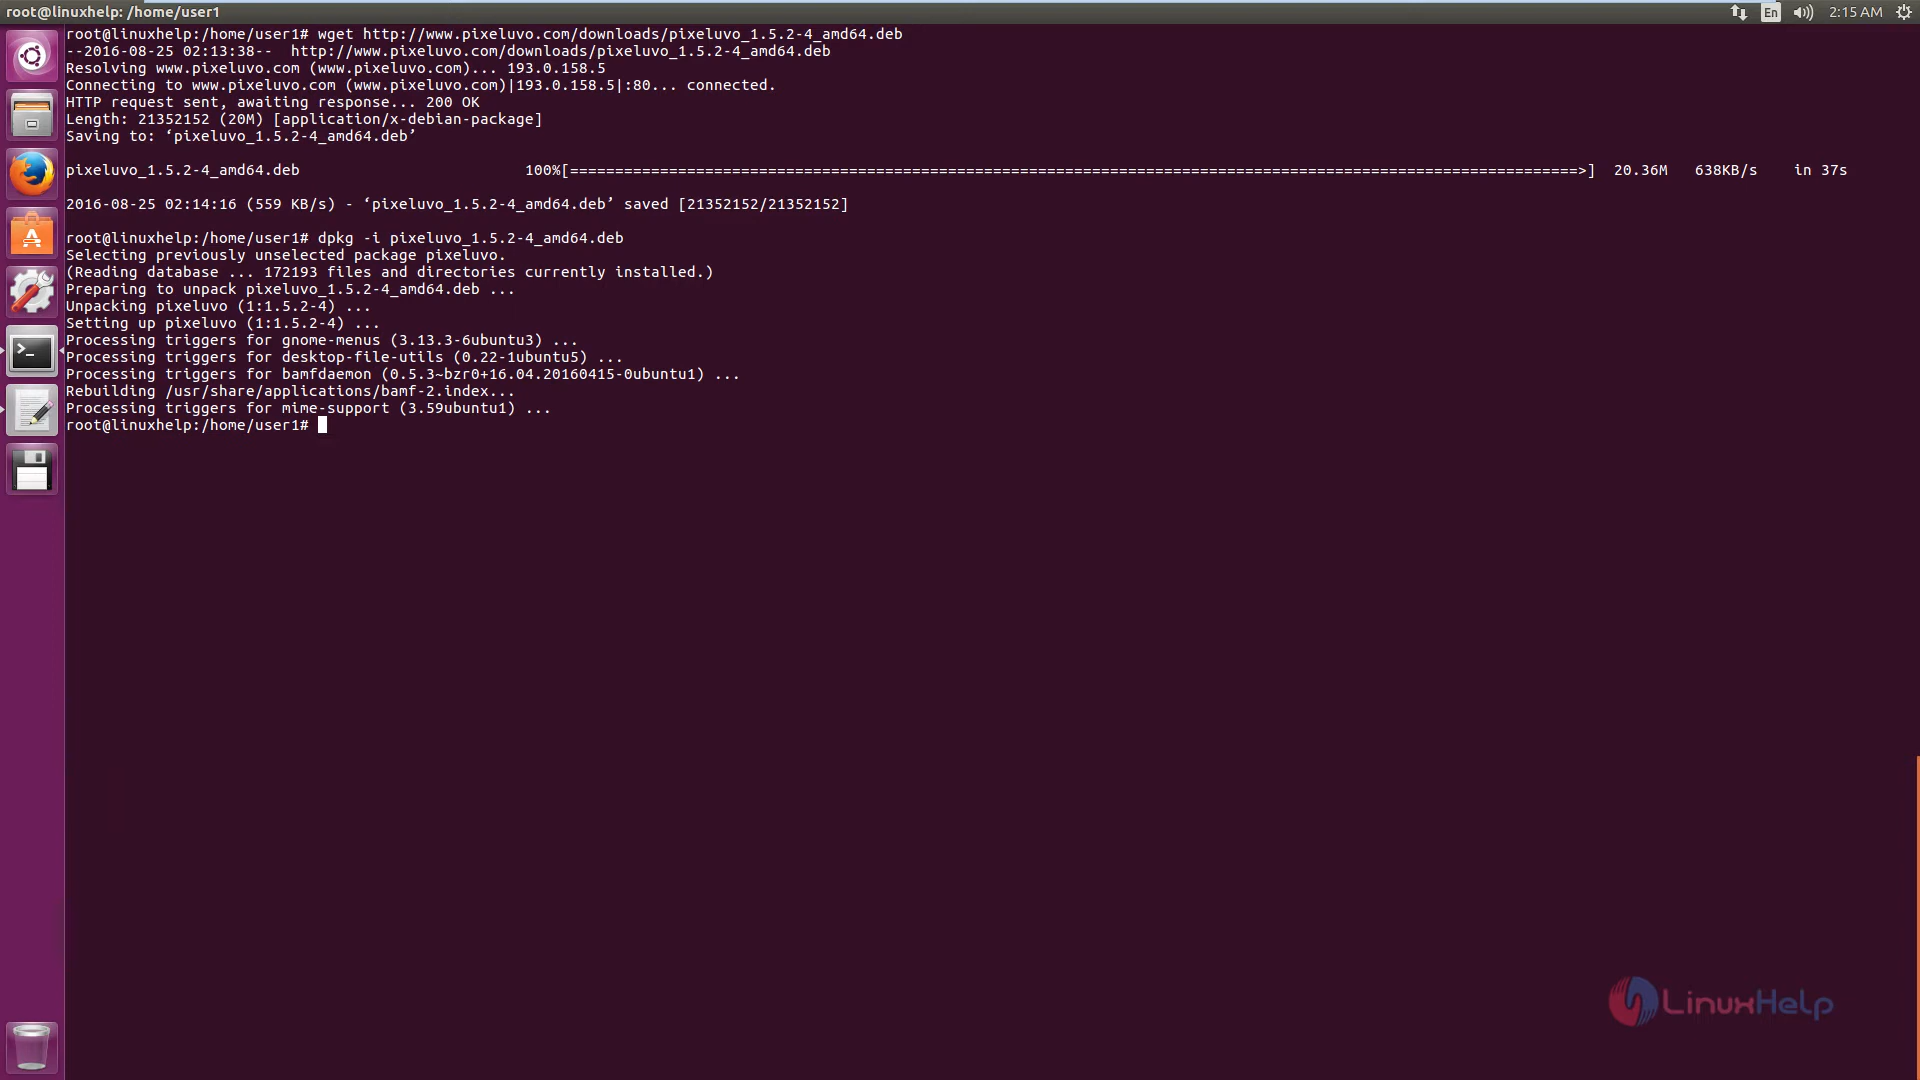 root@linuxhelp: /home/user1
En
2:15 AM
root@linuxhelp:/home/user1# wget http://www.pixeluvo.com/downloads/pixeluvo_1.5.2-4_amd64.deb
--2016-08-25 02:13:38--  http://www.pixeluvo.com/downloads/pixeluvo_1.5.2-4_amd64.deb
Resolving www.pixeluvo.com (www.pixeluvo.com)... 193.0.158.5
Connecting to www.pixeluvo.com (www.pixeluvo.com)|193.0.158.5|:80... connected.
HTTP request sent, awaiting response... 200 OK
Length: 21352152 (20M) [application/x-debian-package]
Saving to: ‘pixeluvo_1.5.2-4_amd64.deb’
pixeluvo_1.5.2-4_amd64.deb 100%[================================================================================================================>] 20.36M 638KB/s in 37s
2016-08-25 02:14:16 (559 KB/s) - ‘pixeluvo_1.5.2-4_amd64.deb’ saved [21352152/21352152]
root@linuxhelp:/home/user1# dpkg -i pixeluvo_1.5.2-4_amd64.deb
Selecting previously unselected package pixeluvo.
(Reading database ... 172193 files and directories currently installed.)
Preparing to unpack pixeluvo_1.5.2-4_amd64.deb ...
Unpacking pixeluvo (1:1.5.2-4) ...
Setting up pixeluvo (1:1.5.2-4) ...
Processing triggers for gnome-menus (3.13.3-6ubuntu3) ...
Processing triggers for desktop-file-utils (0.22-1ubuntu5) ...
Processing triggers for bamfdaemon (0.5.3~bzr0+16.04.20160415-0ubuntu1) ...
Rebuilding /usr/share/applications/bamf-2.index...
Processing triggers for mime-support (3.59ubuntu1) ...
root@linuxhelp:/home/user1#
LinuxHelp